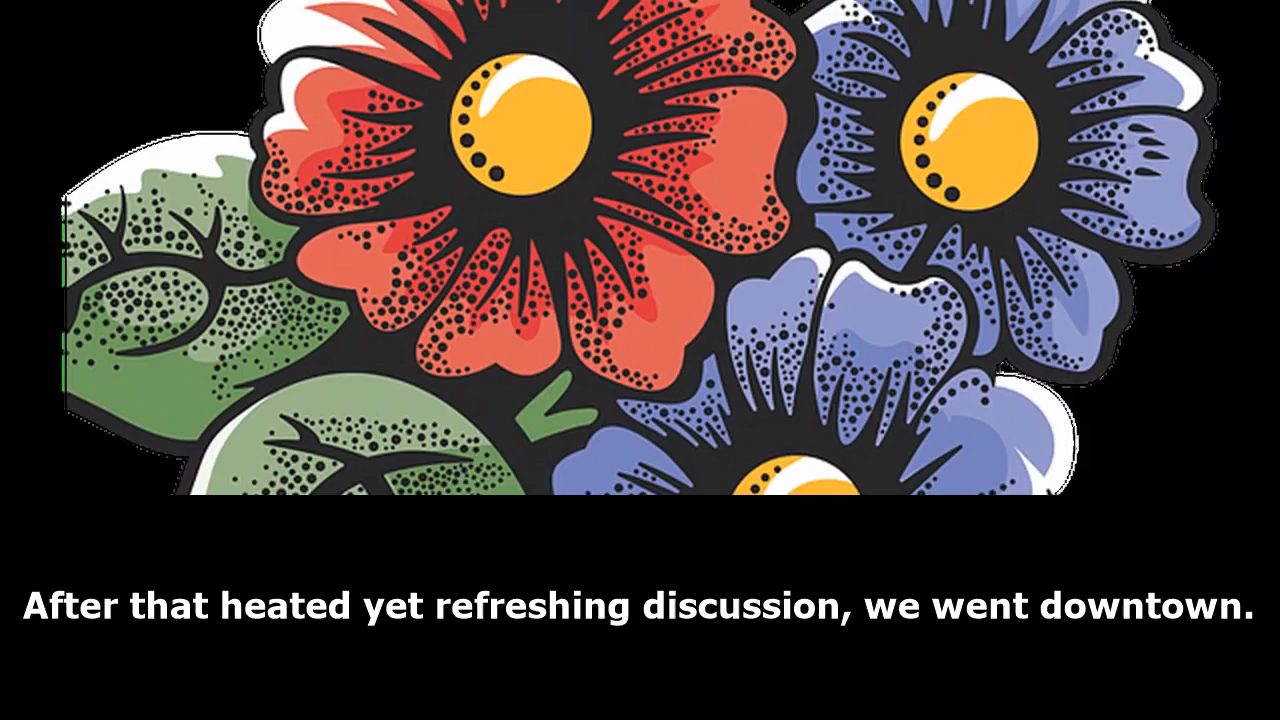 After that heated yet refreshing discussion, we went downtown.